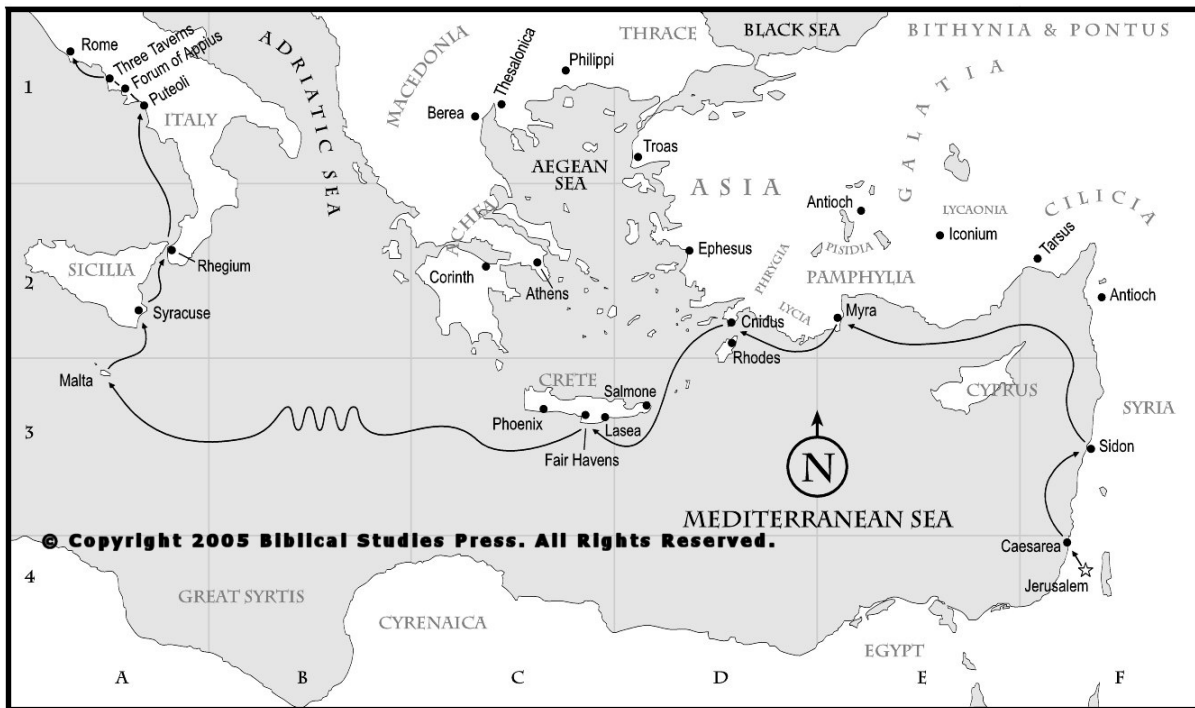 Rome
Three Taverns
Forum of Appius
Puteoli
ITALY
ADRIATIC SEA
MACEDONIA
Thesalonica
Berea
Philippi
THRACE
BLACK SEA
BITHYNIA & PONTUS
1
AEGEAN
SEA
Troas
ASIA
GALATIA
Antioch
LYCAONIA
Iconium
PISIDIA
CILICIA
Tarsus
ACHEAI
SICILIA
Rhegium
2
Corinth
Athens
Ephesus
PHRYGIA
PAMPHYLIA
LYCIA
Antioch
Syracuse
Cnidus
Myra
Rhodes
Malta
CRETE
Salmone
Phoenix
Lasea
Fair Havens
CYPRUS
SYRIA
3
N
Sidon
MEDITERRANEAN SEA
© Copyright 2005 Biblical Studies Press. All Rights Reserved.
Caesarea
Jerusalem
4
GREAT SYRTIS
CYRENAICA
EGYPT
A
B
C
D
E
F